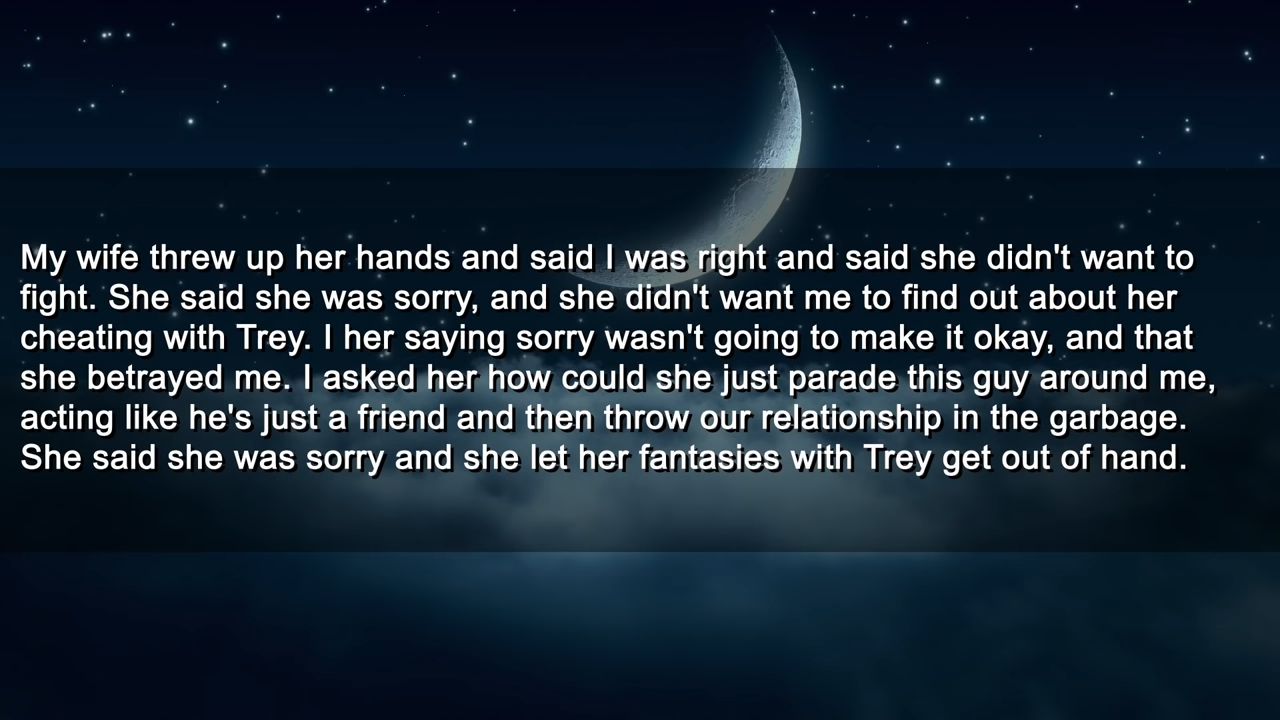 My wife threw up her hands and said I was right and said she didn't want to
fight. She said she was sorry, and she didn't want me to find out about her
cheating with Trey. I her saying sorry wasn't going to make it okay, and that
she betrayed me. I asked her how could she just parade this guy around me,
acting like he's just a friend and then throw our relationship in the garbage.
She said she was sorry and she let her fantasies with Trey get out of hand.